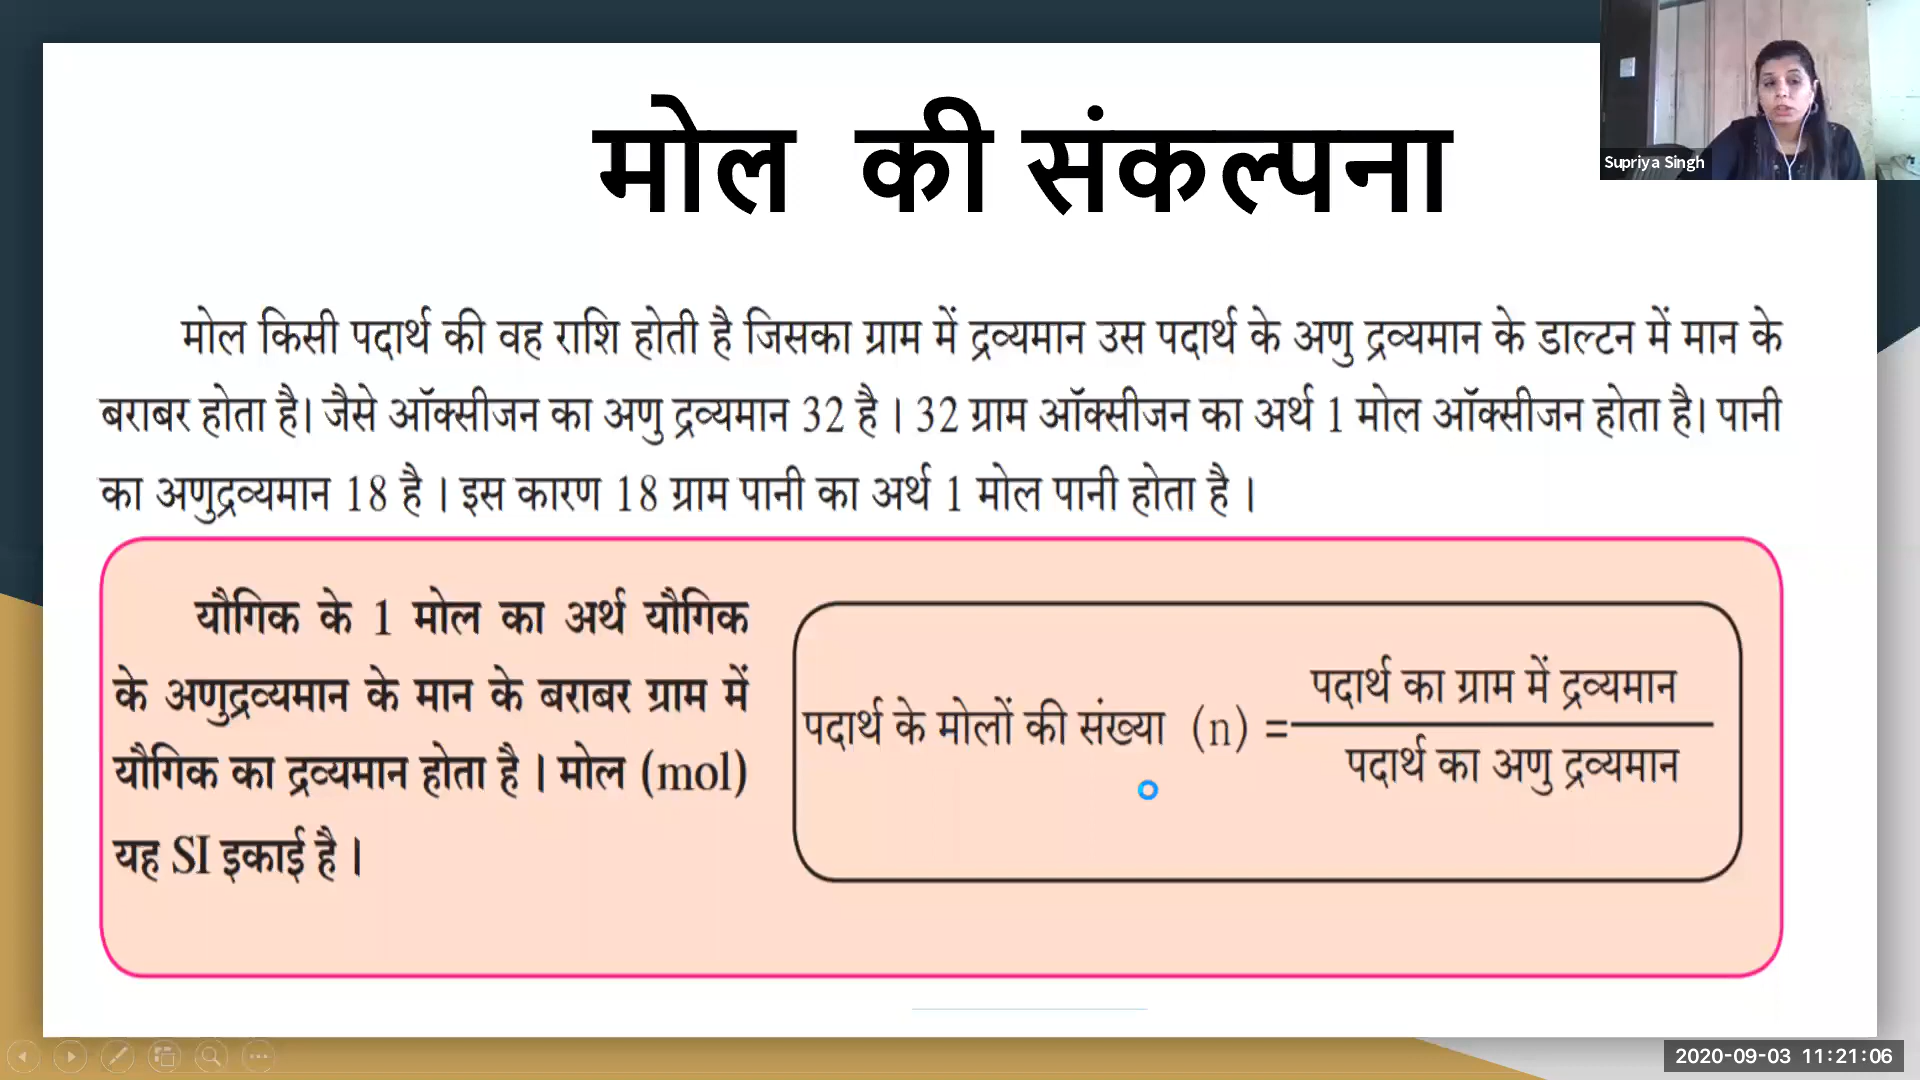 मोल की संकल्पना
Supriya Singh
मोल किसी पदार्थ की वह राशि होती है जिसका ग्राम में द्रव्यमान उस पदार्थ के अणु द्रव्यमान के डाल्टन में मान के
बराबर होता है। जैसे ऑक्सीजन का अणु द्रव्यमान 32 है । 32 ग्राम ऑक्सीजन का अर्थ 1 मोल ऑक्सीजन होता है। पानी
का अणुद्रव्यमान 18 है । इस कारण 18 ग्राम पानी का अर्थ 1 मोल पानी होता है ।
यौगिक के 1 मोल का अर्थ यौगिक
के अणुद्रव्यमान के मान के बराबर ग्राम में
यौगिक का द्रव्यमान होता है । मोल (mol)
यह SI इकाई है ।
पदार्थ का ग्राम में द्रव्यमान
पदार्थ के मोलों की संख्या (n) =
पदार्थ का अणु द्रव्यमान
2020-09-03 11:21:06